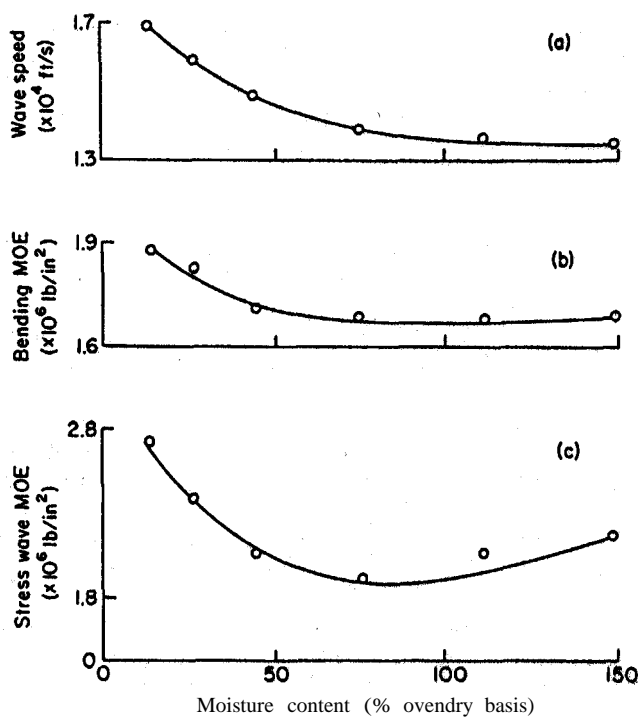 1.7
Wave speed
(x10⁴ ft/s)
1.3
(a)
1.9
Bending MOE
(x10⁶ lb/in²)
1.6
(b)
2.8
Stress wave MOE
(x10⁶ lb/in²)
1.8
0
(c)
0 50 100 150
Moisture content (% ovendry basis)